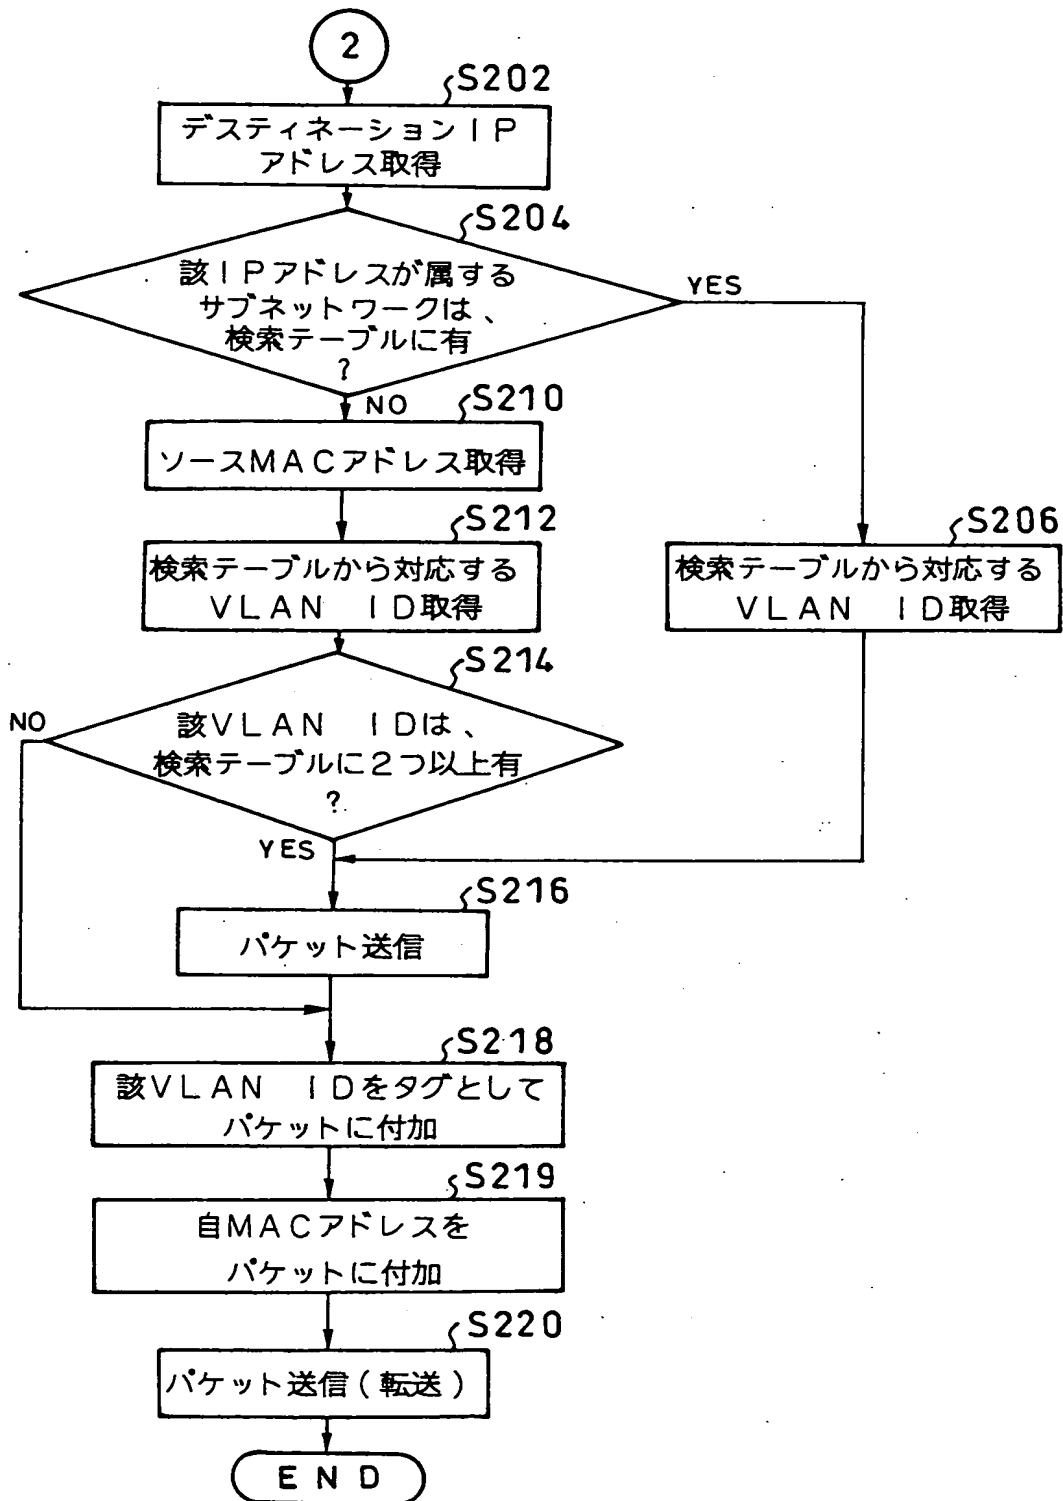 2
S202
デスティネーションIP
アドレス取得
S204
該IPアドレスが属する
サブネットワークは、
検索テーブルに有
?
YES
NO
S210
ソースMACアドレス取得
S212
検索テーブルから対応する
VLAN ID取得
S206
検索テーブルから対応する
VLAN ID取得
S214
該VLAN IDは、
検索テーブルに2つ以上有
?
NO
YES
S216
パケット送信
S218
該VLAN IDをタグとして
パケットに付加
S219
自MACアドレスを
パケットに付加
S220
パケット送信(転送)
END